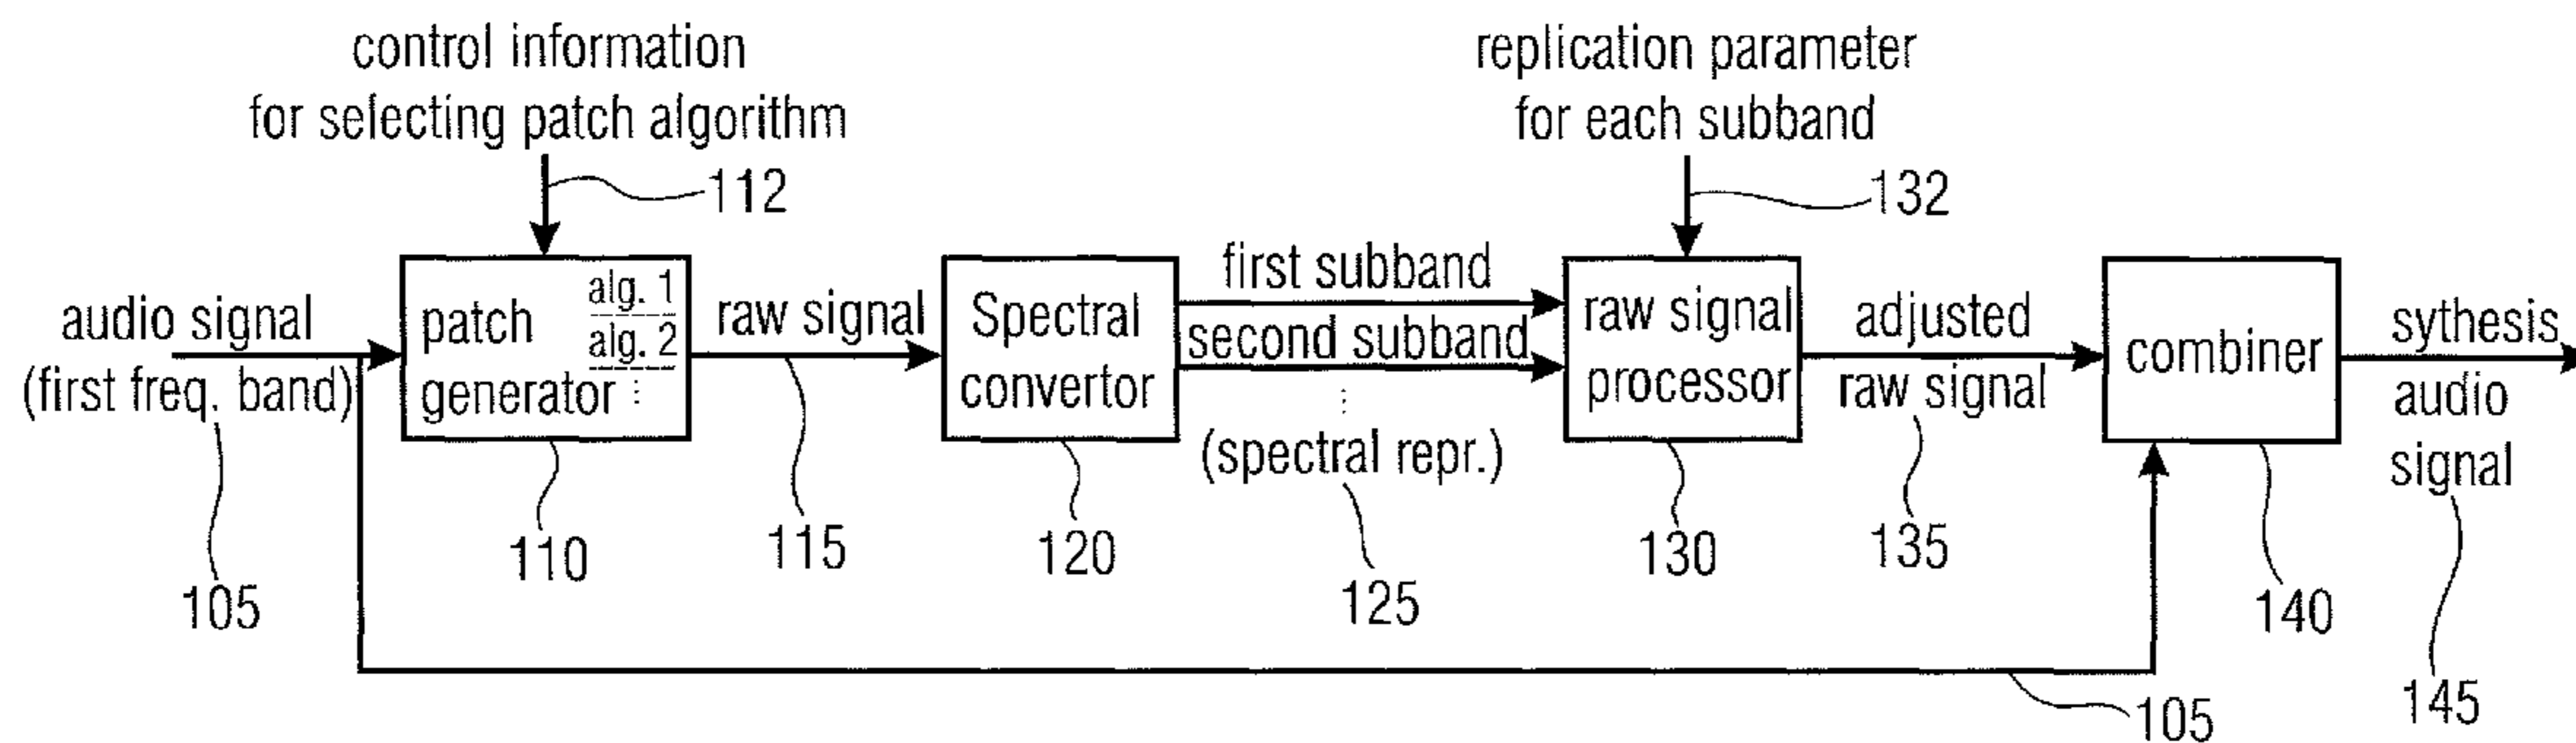 control information
for selecting patch algorithm
112
replication parameter
for each subband
132
audio signal
(first freq. band)
105
patch
generator
alg. 1
alg. 2
⋮
110
raw signal
115
Spectral
convertor
120
first subband
second subband
⋮
(spectral repr.)
125
raw signal
processor
130
adjusted
raw signal
135
combiner
140
sythesis
audio
signal
145
105